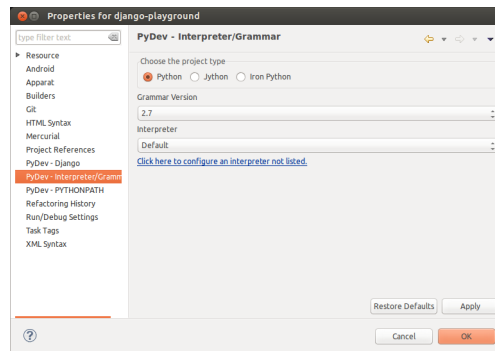 Properties for django-playground
type filter text
PyDev - Interpreter/Grammar
Resource
Android
Apparat
Builders
Git
HTML Syntax
Mercurial
Project References
PyDev - Django
PyDev - Interpreter/Gramm
PyDev - PYTHONPATH
Refactoring History
Run/Debug Settings
Task Tags
XML Syntax
Choose the project type
Python Jython Iron Python
Grammar Version
2.7
Interpreter
Default
Click here to configure an interpreter not listed.
Restore Defaults Apply
Cancel OK